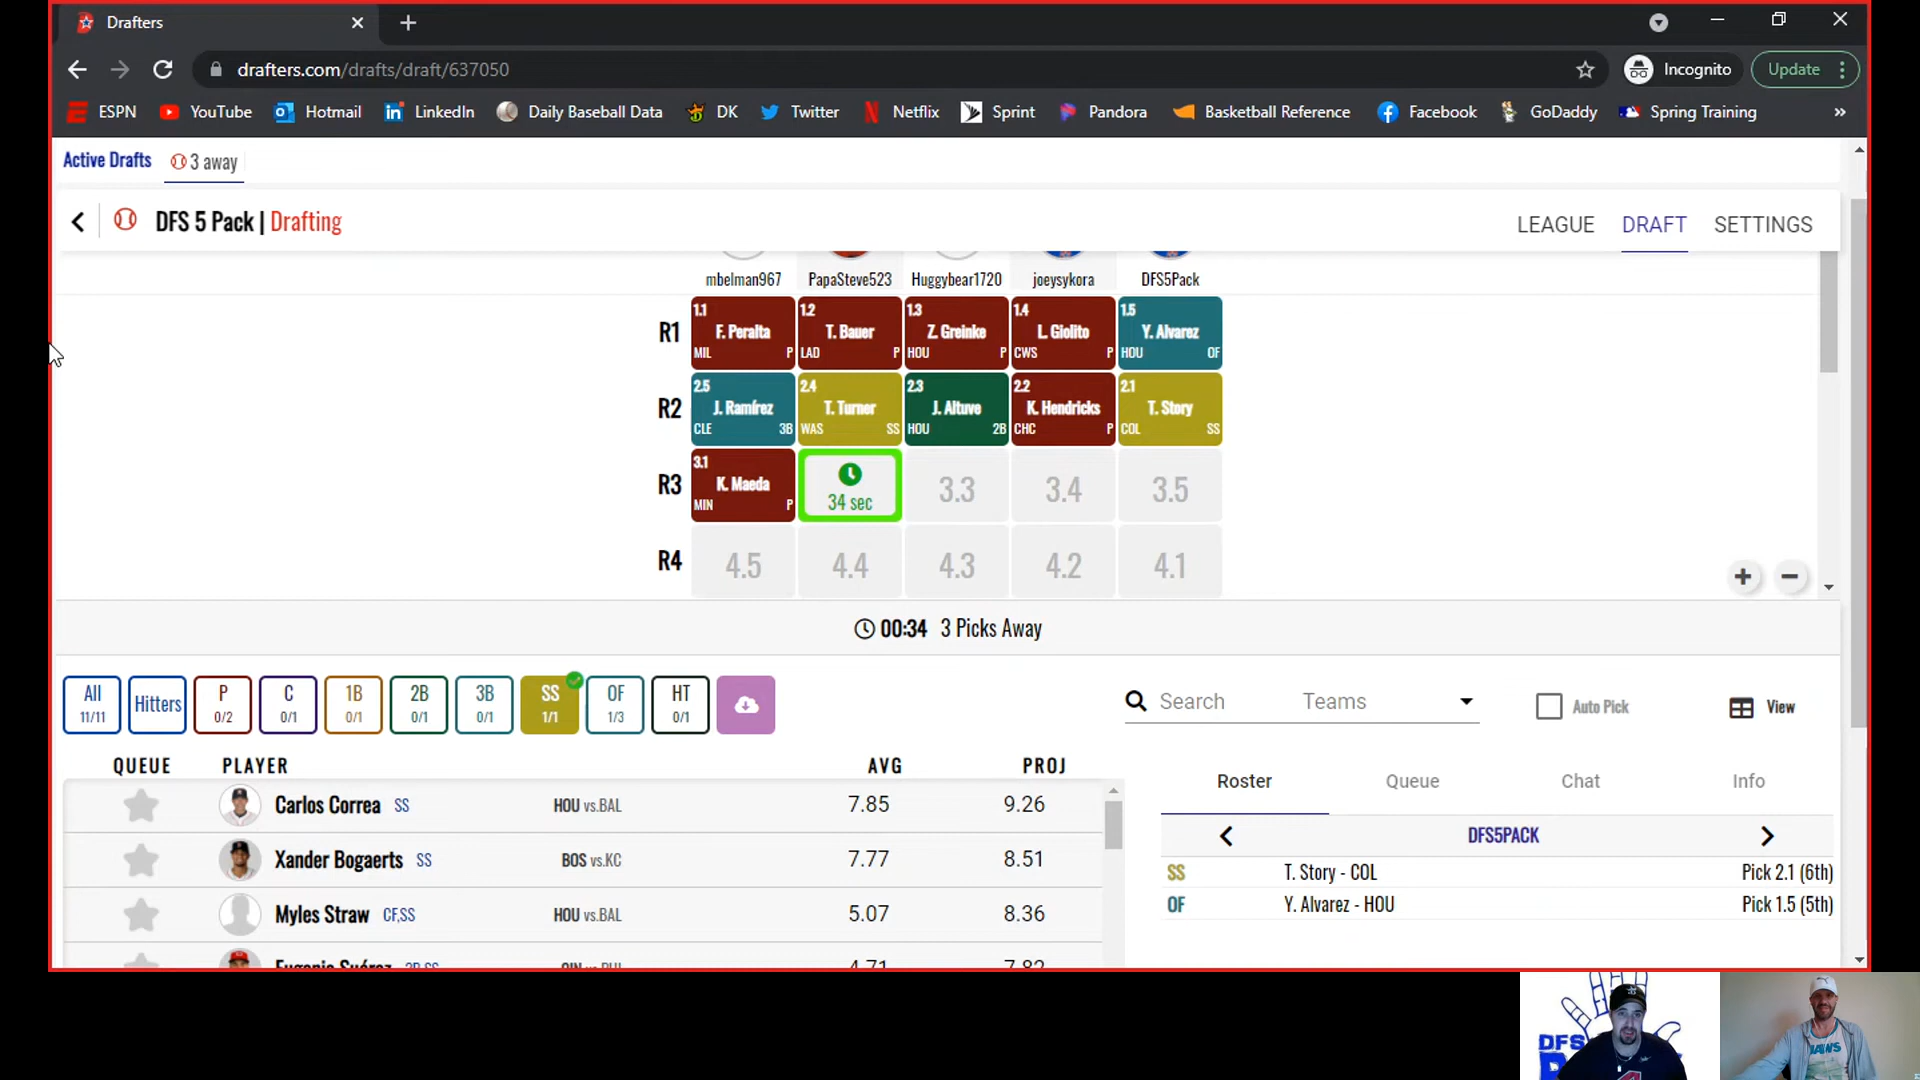 Drafters
drafters.com/drafts/draft/637050
Incognito
Update
ESPN YouTube Hotmail LinkedIn Daily Baseball Data DK Twitter Netflix Sprint Pandora Basketball Reference Facebook GoDaddy Spring Training »
Active Drafts 3 away
DFS 5 Pack | Drafting
LEAGUE DRAFT SETTINGS
mbelman967 PapaSteve523 Huggybear1720 joeysykora DFS5Pack
R1
1.1 F. Peralta MIL P
1.2 T. Bauer LAD P
1.3 Z. Greinke HOU P
1.4 L. Giolito CWS P
1.5 Y. Alvarez HOU OF
R2
2.5 J. Ramírez CLE 3B
2.4 T. Turner WAS SS
2.3 J. Altuve HOU 2B
2.2 K. Hendricks CHC P
2.1 T. Story COL SS
R3
3.1 K. Maeda MIN P
34 sec
3.3 3.4 3.5
R4
4.5 4.4 4.3 4.2 4.1
00:34 3 Picks Away
All 11/11
Hitters
P 0/2
C 0/1
1B 0/1
2B 0/1
3B 0/1
SS 1/1
OF 1/3
HT 0/1
Search
Teams
Auto Pick
View
QUEUE PLAYER AVG PROJ
Carlos Correa SS HOU vs.BAL 7.85 9.26
Xander Bogaerts SS BOS vs.KC 7.77 8.51
Myles Straw CF,SS HOU vs.BAL 5.07 8.36
Eugenio Suárez 3B,SS 4.71 7.82
Roster Queue Chat Info
DFS5PACK
SS T. Story - COL Pick 2.1 (6th)
OF Y. Alvarez - HOU Pick 1.5 (5th)
DFS